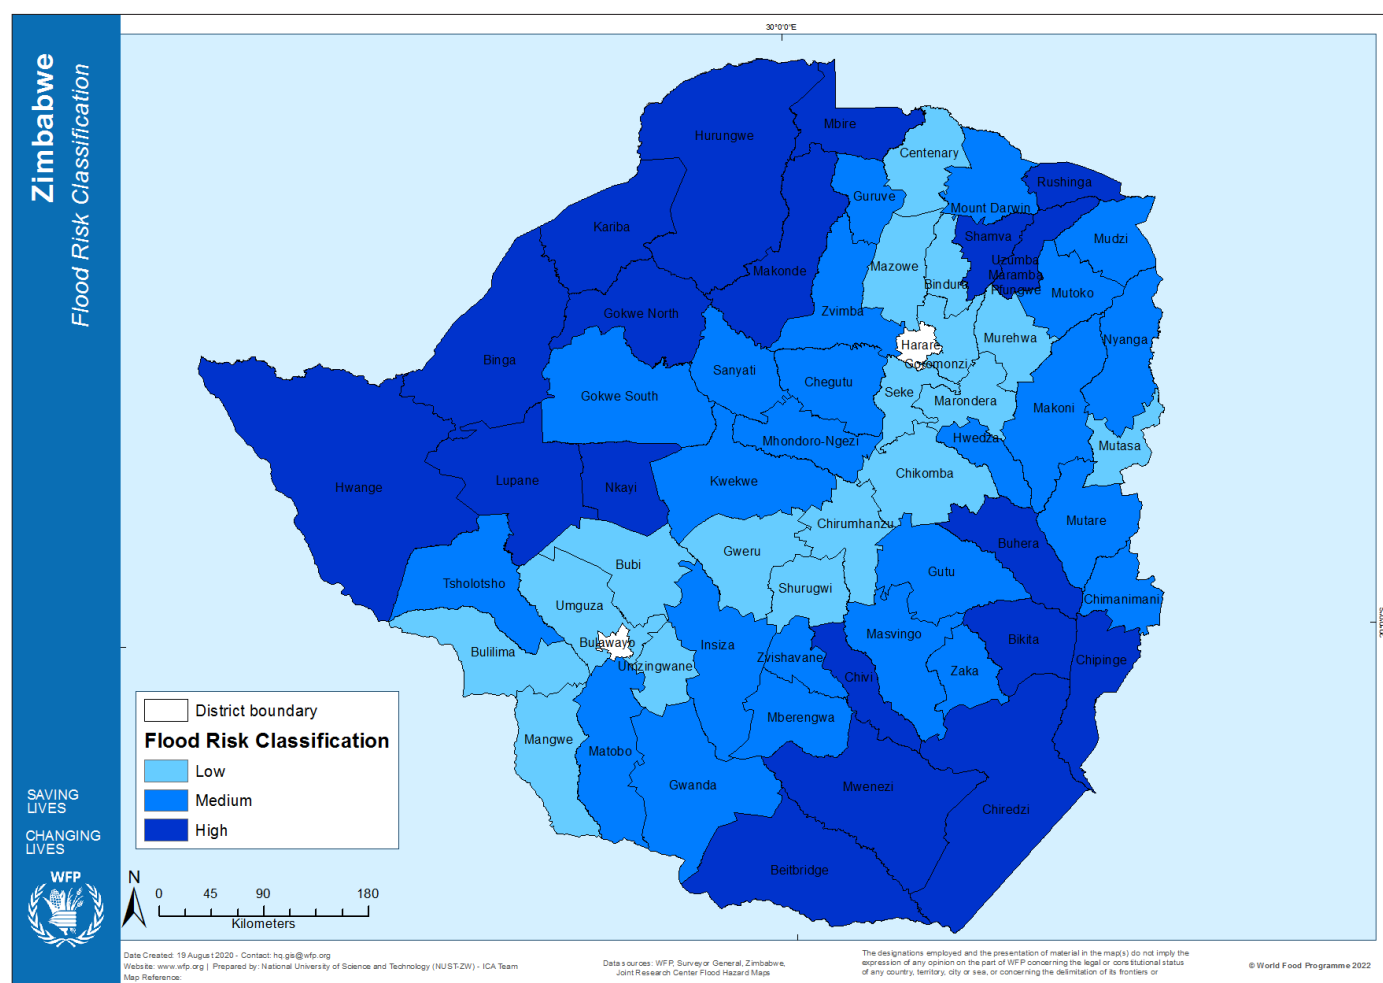 Zimbabwe
Flood Risk Classification
30°0'0"E
Hurungwe
Mbire
Centenary
Rushinga
Guruve
Mount Darwin
Kariba
Shamva
Mudzi
Uzumba
Maramba
Pfungwe
Makonde
Mazowe
Bindura
Mutoko
Gokwe North
Zvimba
Harare
Murehwa
Nyanga
Binga
Goromonzi
Sanyati
Chegutu
Seke
Marondera
Gokwe South
Makoni
Mhondoro-Ngezi
Hwedza
Mutasa
Hwange
Lupane
Nkayi
Kwekwe
Chikomba
Chirumhanzu
Mutare
Buhera
Gweru
Bubi
Gutu
Tsholotsho
Shurugwi
Umguza
Chimanimani
Masvingo
Bulawayo
Insiza
Bikita
Bulilima
Umzingwane
Zvishavane
Chivi
Zaka
Chipinge
Mberengwa
Mangwe
Matobo
Gwanda
Mwenezi
Chiredzi
Beitbridge
District boundary
Flood Risk Classification
Low
Medium
High
SAVING
LIVES
CHANGING
LIVES
WFP
N
0 45 90 180
Kilometers
Date Created: 19 August 2020 - Contact: hq.gis@wfp.org
Website: www.wfp.org | Prepared by: National University of Science and Technology (NUST-ZW) - ICA Team
Map Reference:
Data sources: WFP, Surveyor General, Zimbabwe,
Joint Research Center Flood Hazard Maps
The designations employed and the presentation of material in the map(s) do not imply the
expression of any opinion on the part of WFP concerning the legal or constitutional status
of any country, territory, city or sea, or concerning the delimitation of its frontiers or
© World Food Programme 2022